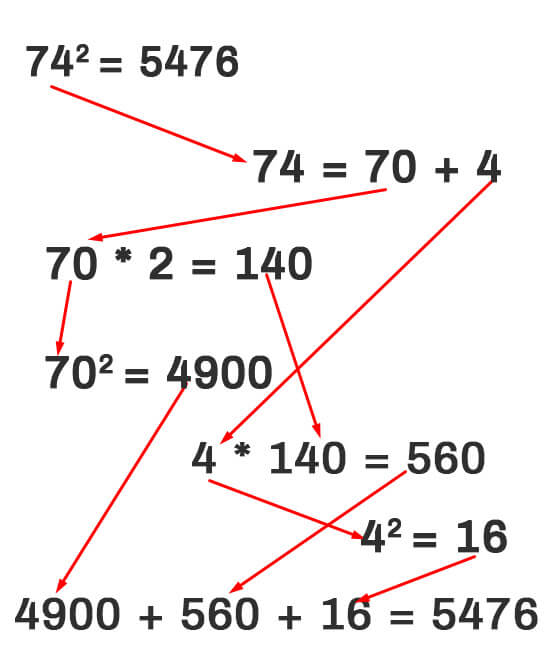 74² = 5476
74 = 70 + 4
70 * 2 = 140
70² = 4900
4 * 140 = 560
4² = 16
4900 + 560 + 16 = 5476